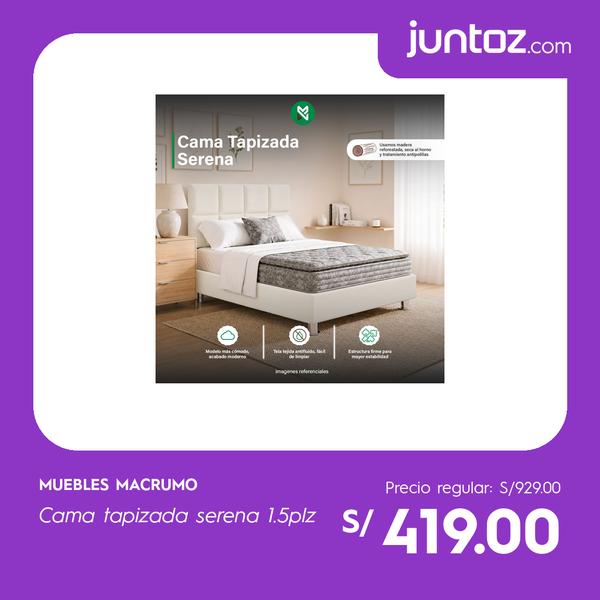 juntoz.com
Cama Tapizada
Serena
Usamos madera
reforestada, seca al horno
y tratamiento antipolillas
Modelo más cómodo,
acabado moderno
Tela tejida antifluido, fácil
de limpiar
Estructura firme para
mayor estabilidad
Imagenes referenciales
MUEBLES MACRUMO
Precio regular: S/929.00
Cama tapizada serena 1.5plz
S/ 419.00